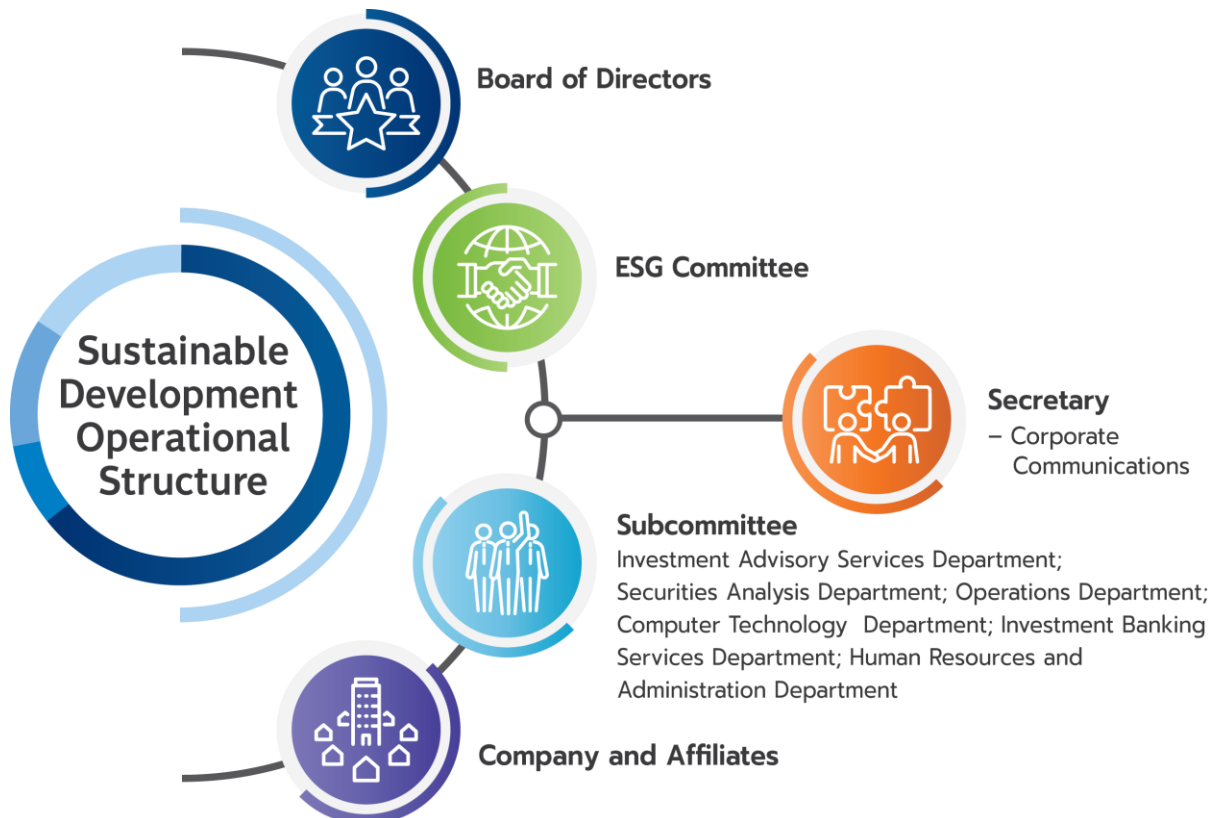 Board of Directors
ESG Committee
Sustainable
Development
Operational
Structure
Secretary
– Corporate
Communications
Subcommittee
Investment Advisory Services Department;
Securities Analysis Department; Operations Department;
Computer Technology Department; Investment Banking
Services Department; Human Resources and
Administration Department
Company and Affiliates